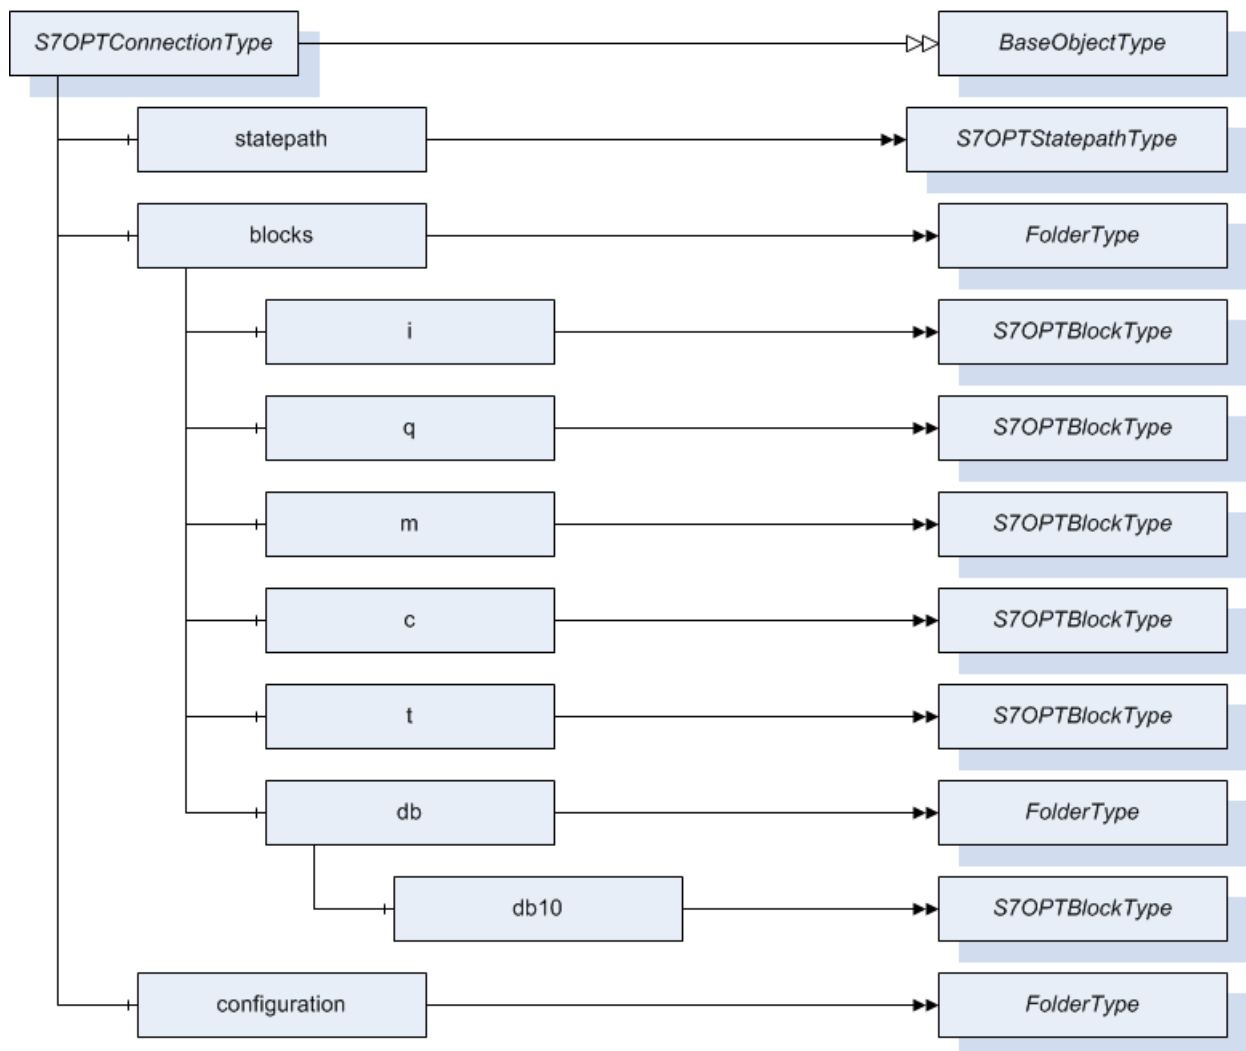 S7OPTConnectionType
BaseObjectType
statepath
S7OPTStatepathType
blocks
FolderType
i
S7OPTBlockType
q
S7OPTBlockType
m
S7OPTBlockType
c
S7OPTBlockType
t
S7OPTBlockType
db
FolderType
db10
S7OPTBlockType
configuration
FolderType